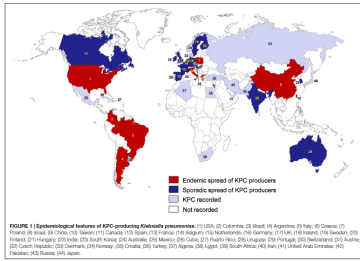 Endemic spread of KPC producers
Sporadic spread of KPC producers
KPC recorded
Not recorded
FIGURE 1 | Epidemiological features of KPC-producing Klebsiella pneumoniae. (1) USA; (2) Colombia; (3) Brazil; (4) Argentina; (5) Italy; (6) Greece; (7)
Poland; (8) Israel; (9) China; (10) Taiwan; (11) Canada; (12) Spain; (13) France; (14) Belgium; (15) Netherlands; (16) Germany; (17) UK; (18) Ireland; (19) Sweden; (20)
Finland; (21) Hungary; (22) India; (23) South Korea; (24) Australia; (25) Mexico; (26) Cuba; (27) Puerto Rico; (28) Uruguay; (29) Portugal; (30) Switzerland; (31) Austria;
(32) Czech Republic; (33) Denmark; (34) Norway; (35) Croatia; (36) Turkey; (37) Algeria; (38) Egypt; (39) South Africa; (40) Iran; (41) United Arab Emirates; (42)
Pakistan; (43) Russia; (44) Japan.